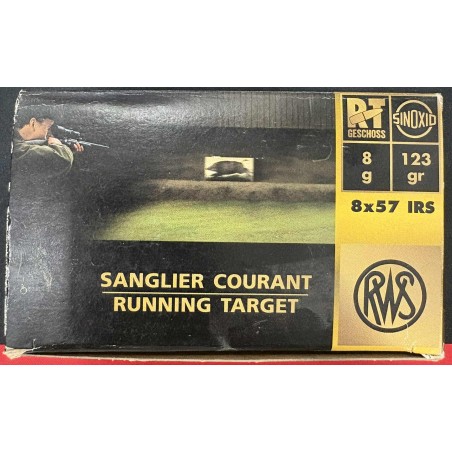 RT
GESCHOSS
SINOXID
8 g
123 gr
8x57 IRS
SANGLIER COURANT
RUNNING TARGET
RWS